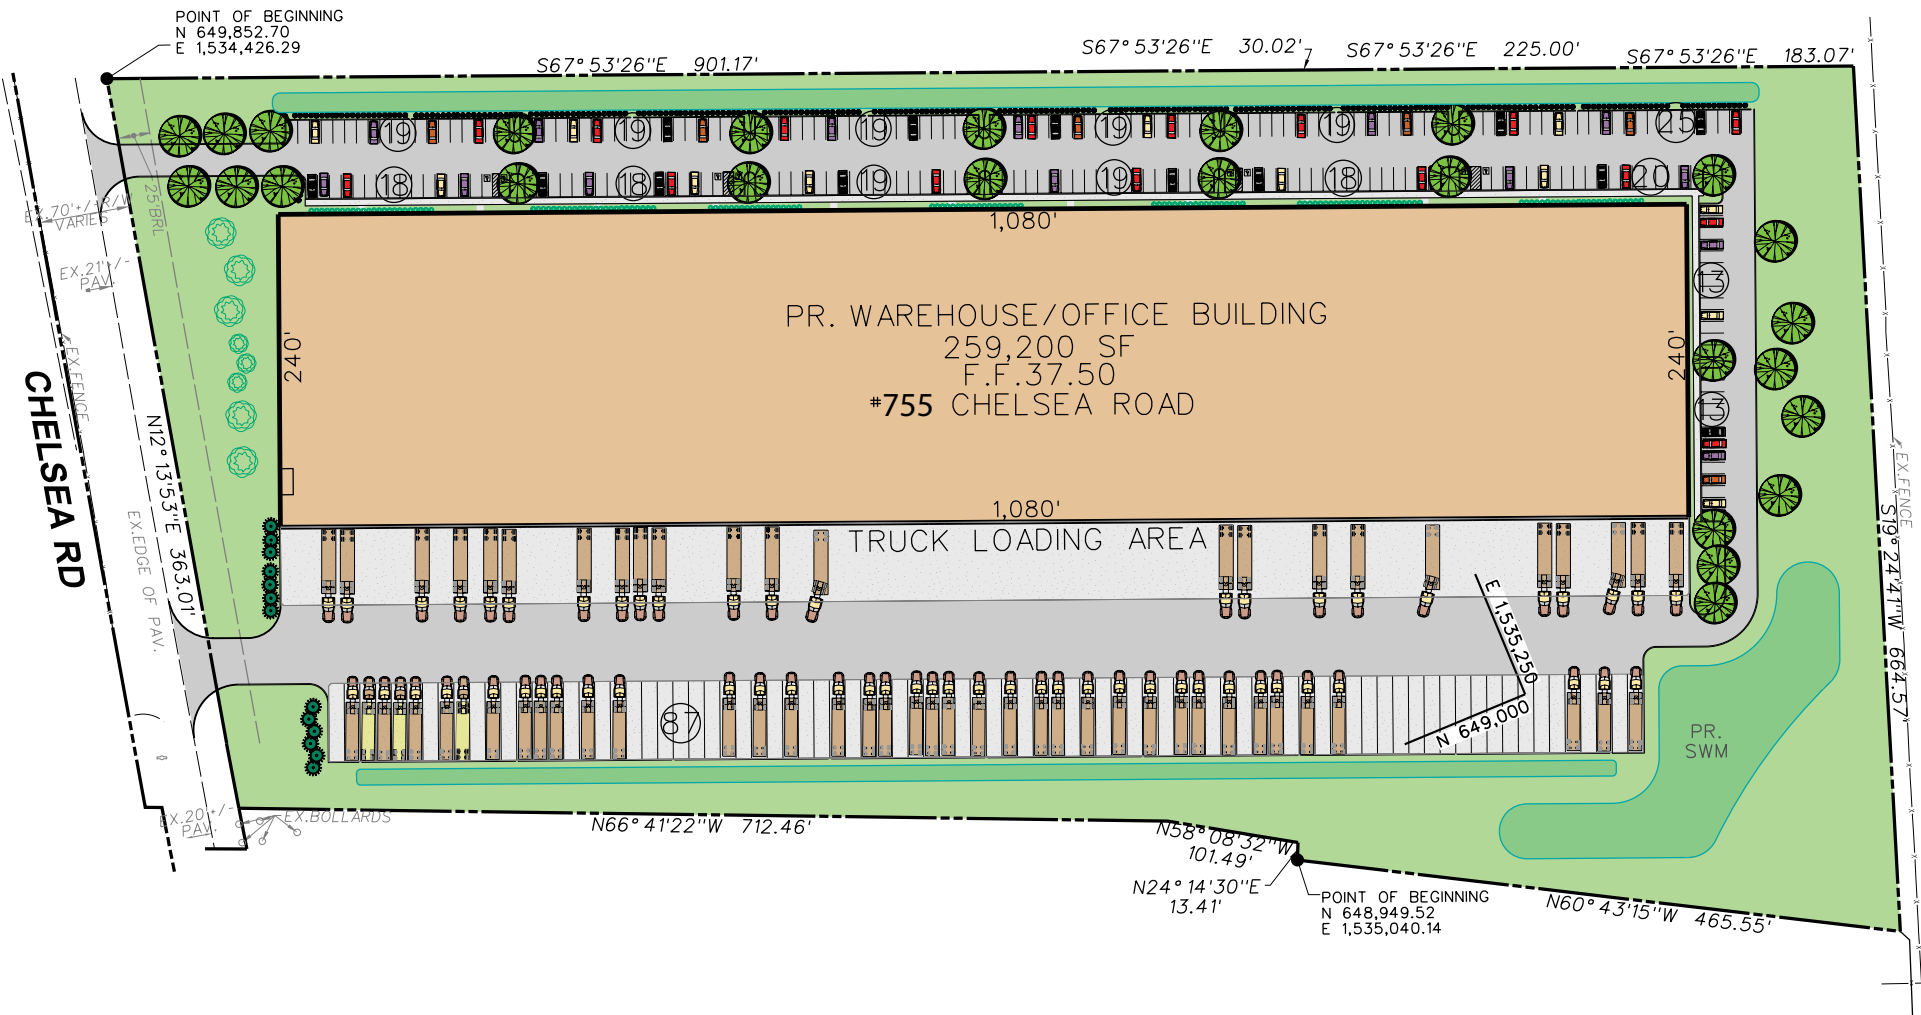 POINT OF BEGINNING
N 649,852.70
E 1,534,426.29
S67°53'26"E 901.17'
S67°53'26"E 30.02'
S67°53'26"E 225.00'
S67°53'26"E 183.07'
19
19
19
19
19
25
18
18
19
19
18
20
EX.70'+/-R/W
VARIES
25'BRL
EX.21'+/-
PAV.
EX.FENCE
CHELSEA RD
N12°13'53"E 363.01'
EX.EDGE OF PAV.
1,080'
240'
PR. WAREHOUSE/OFFICE BUILDING
259,200 SF
F.F.37.50
#755 CHELSEA ROAD
240'
1,080'
13
13
TRUCK LOADING AREA
EX.FENCE
S19°24'41"W 664.57'
E 1,535,250
N 649,000
87
PR.
SWM
EX.20'+/-
PAV.
EX.BOLLARDS
N66°41'22"W 712.46'
N58°08'32"W
101.49'
N24°14'30"E
13.41'
POINT OF BEGINNING
N 648,949.52
E 1,535,040.14
N60°43'15"W 465.55'